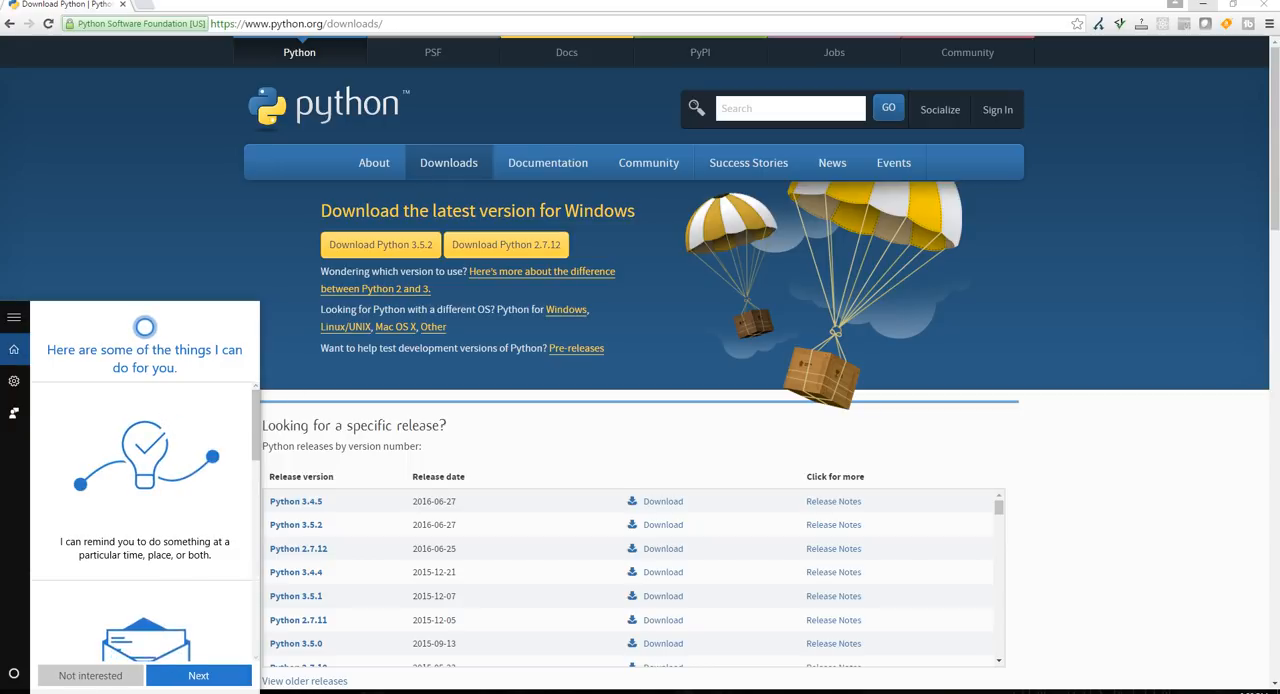 Download Python | Pytho
Python Software Foundation [US] https://www.python.org/downloads/
Python PSF Docs PyPI Jobs Community
python™
Search GO Socialize Sign In
About Downloads Documentation Community Success Stories News Events
Download the latest version for Windows
Download Python 3.5.2 Download Python 2.7.12
Wondering which version to use? Here's more about the difference
between Python 2 and 3.
Looking for Python with a different OS? Python for Windows,
Linux/UNIX, Mac OS X, Other
Want to help test development versions of Python? Pre-releases
Here are some of the things I can
do for you.
I can remind you to do something at a
particular time, place, or both.
Not interested Next
Looking for a specific release?
Python releases by version number:
Release version Release date Click for more
Python 3.4.5 2016-06-27 Download Release Notes
Python 3.5.2 2016-06-27 Download Release Notes
Python 2.7.12 2016-06-25 Download Release Notes
Python 3.4.4 2015-12-21 Download Release Notes
Python 3.5.1 2015-12-07 Download Release Notes
Python 2.7.11 2015-12-05 Download Release Notes
Python 3.5.0 2015-09-13 Download Release Notes
View older releases